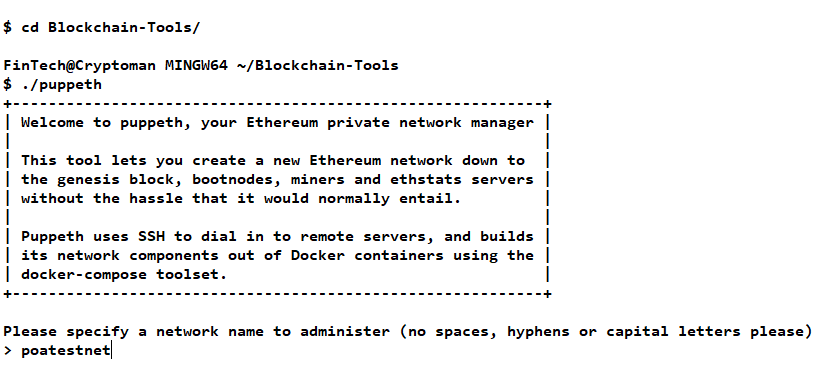 $ cd Blockchain-Tools/
FinTech@Cryptoman MINGW64 ~/Blockchain-Tools
$ ./puppeth
+-----------------------------------------------------------+
| Welcome to puppeth, your Ethereum private network manager |
|                                                           |
| This tool lets you create a new Ethereum network down to  |
| the genesis block, bootnodes, miners and ethstats servers |
| without the hassle that it would normally entail.         |
|                                                           |
| Puppeth uses SSH to dial in to remote servers, and builds |
| its network components out of Docker containers using the |
| docker-compose toolset.                                   |
+-----------------------------------------------------------+
Please specify a network name to administer (no spaces, hyphens or capital letters please)
> poatestnet